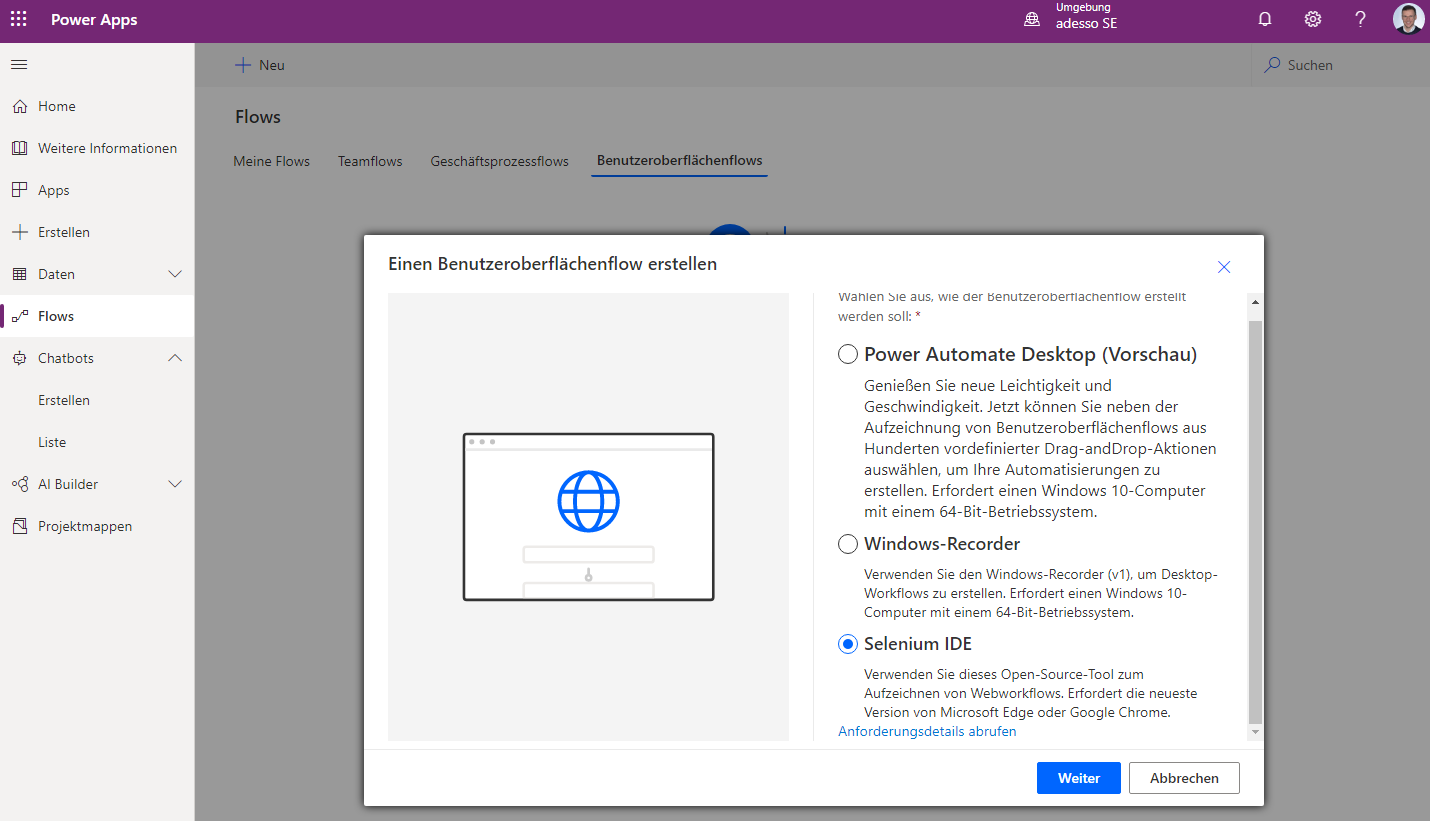 Power Apps
Umgebung
adesso SE
Neu
Suchen
Home
Weitere Informationen
Apps
Erstellen
Daten
Flows
Chatbots
Erstellen
Liste
AI Builder
Projektmappen
Flows
Meine Flows
Teamflows
Geschäftsprozessflows
Benutzeroberflächenflows
Einen Benutzeroberflächenflow erstellen
Wählen Sie aus, wie der Benutzeroberflächenflow erstellt
werden soll: *
Power Automate Desktop (Vorschau)
Genießen Sie neue Leichtigkeit und
Geschwindigkeit. Jetzt können Sie neben der
Aufzeichnung von Benutzeroberflächenflows aus
Hunderten vordefinierter Drag-andDrop-Aktionen
auswählen, um Ihre Automatisierungen zu
erstellen. Erfordert einen Windows 10-Computer
mit einem 64-Bit-Betriebssystem.
Windows-Recorder
Verwenden Sie den Windows-Recorder (v1), um Desktop-
Workflows zu erstellen. Erfordert einen Windows 10-
Computer mit einem 64-Bit-Betriebssystem.
Selenium IDE
Verwenden Sie dieses Open-Source-Tool zum
Aufzeichnen von Webworkflows. Erfordert die neueste
Version von Microsoft Edge oder Google Chrome.
Anforderungsdetails abrufen
Weiter
Abbrechen